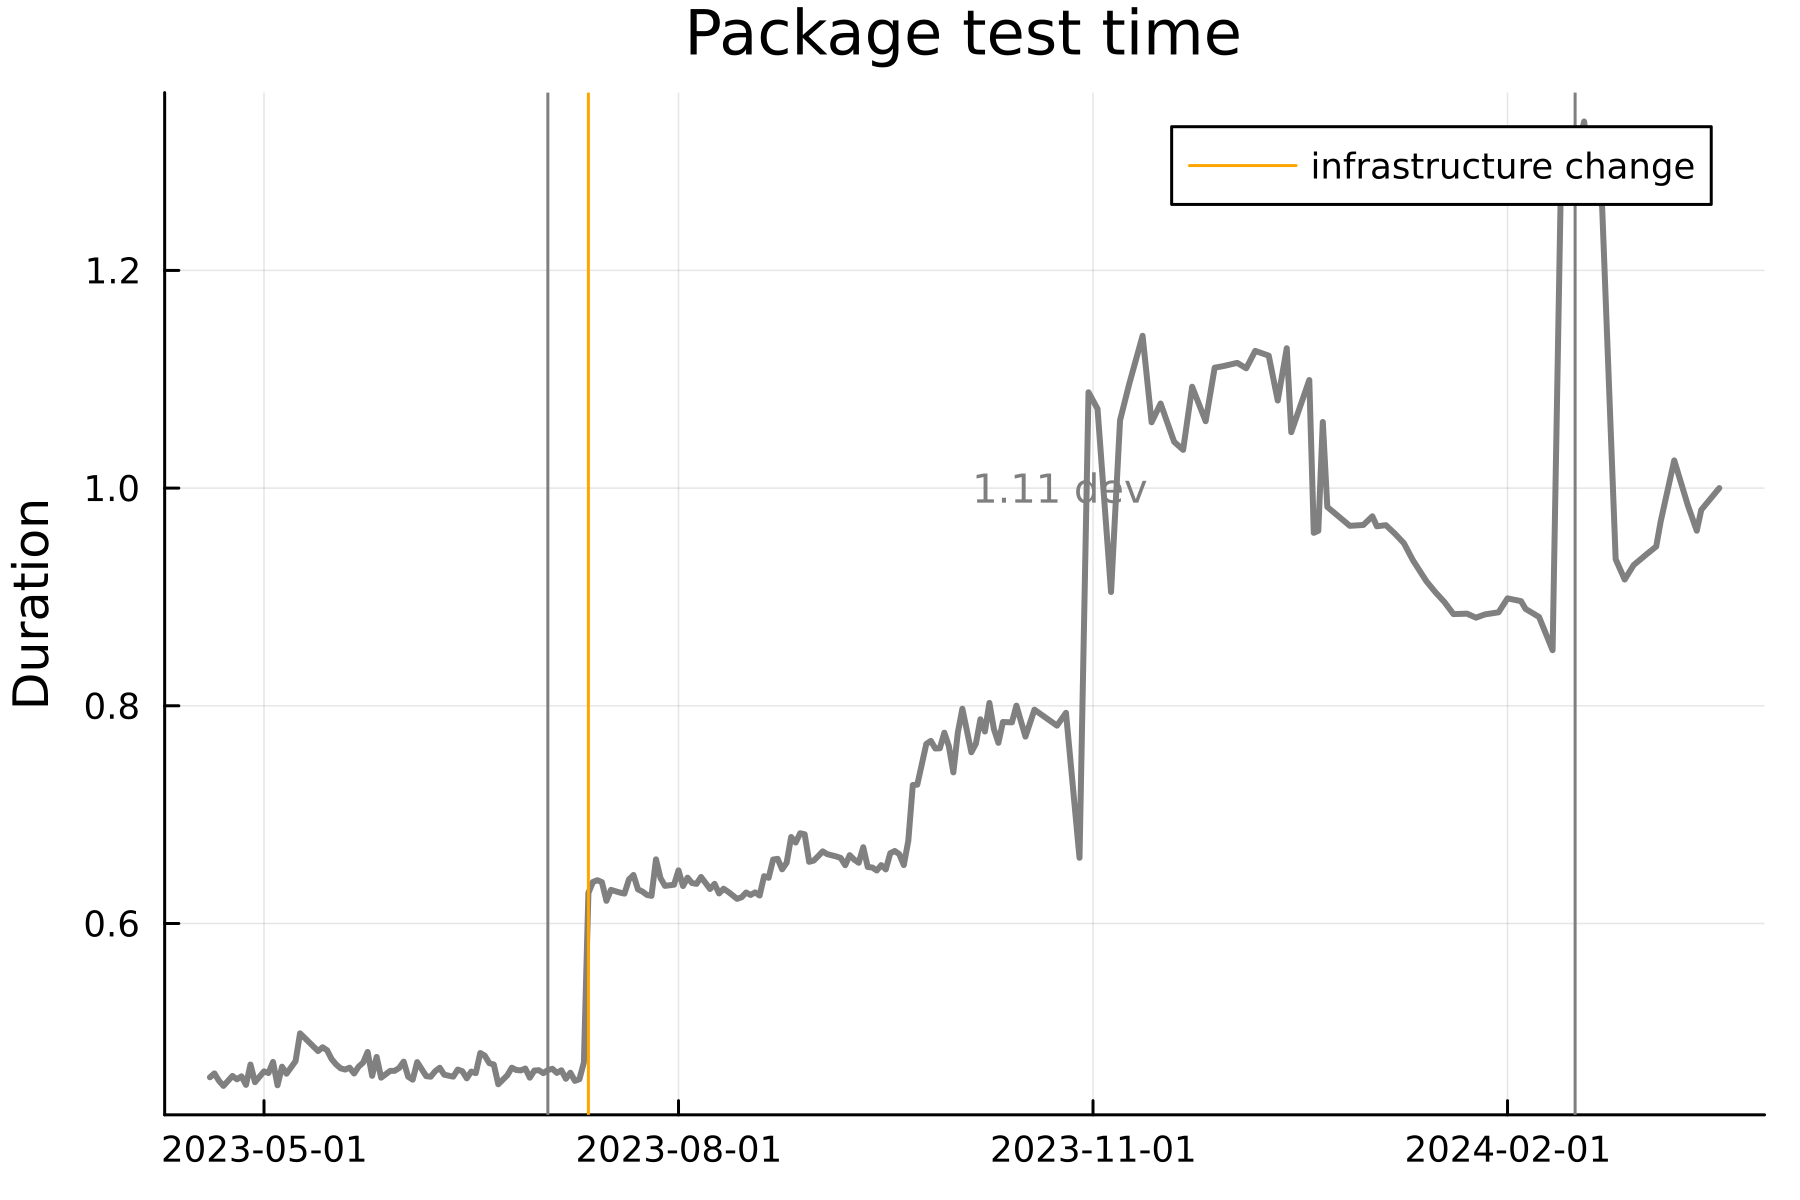 Package test time
infrastructure change
Duration
1.2
1.0
0.8
0.6
1.11 dev
2023-05-01
2023-08-01
2023-11-01
2024-02-01